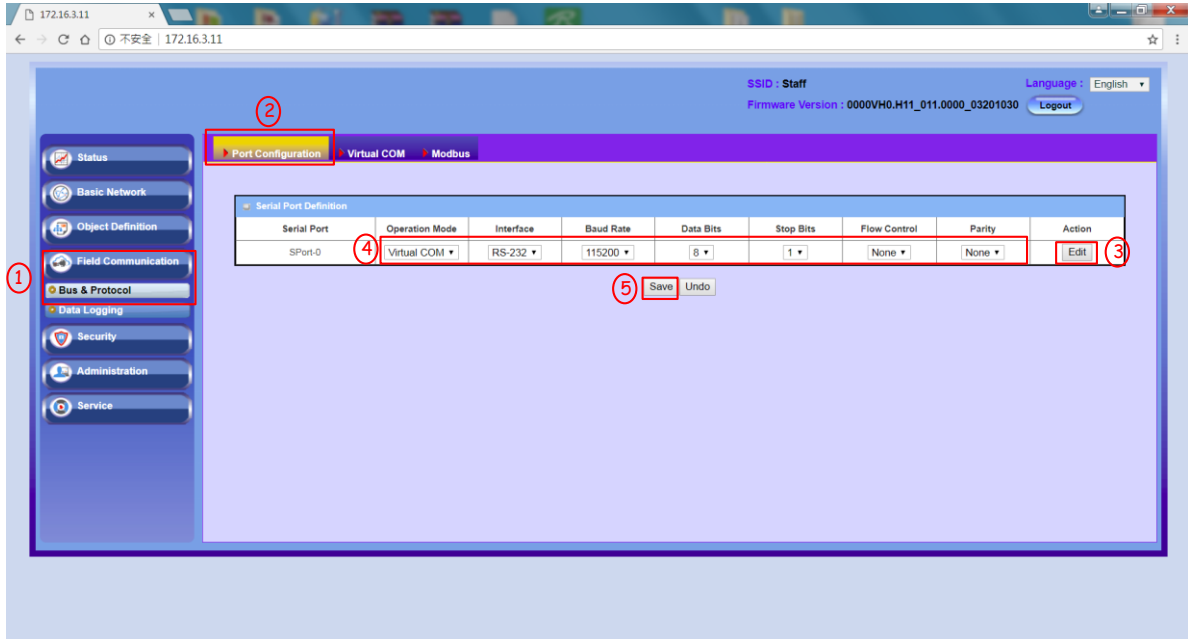 172.16.3.11 ×
不安全 | 172.16.3.11
SSID : Staff Language : English
Firmware Version : 0000VH0.H11_011.0000_03201030 Logout
2
Port Configuration Virtual COM Modbus
Status
Basic Network
Object Definition
Field Communication
1
Bus & Protocol
Data Logging
Security
Administration
Service
Serial Port Definition
Serial Port Operation Mode Interface Baud Rate Data Bits Stop Bits Flow Control Parity Action
SPort-0 4 Virtual COM RS-232 115200 8 1 None None Edit 3
5 Save Undo